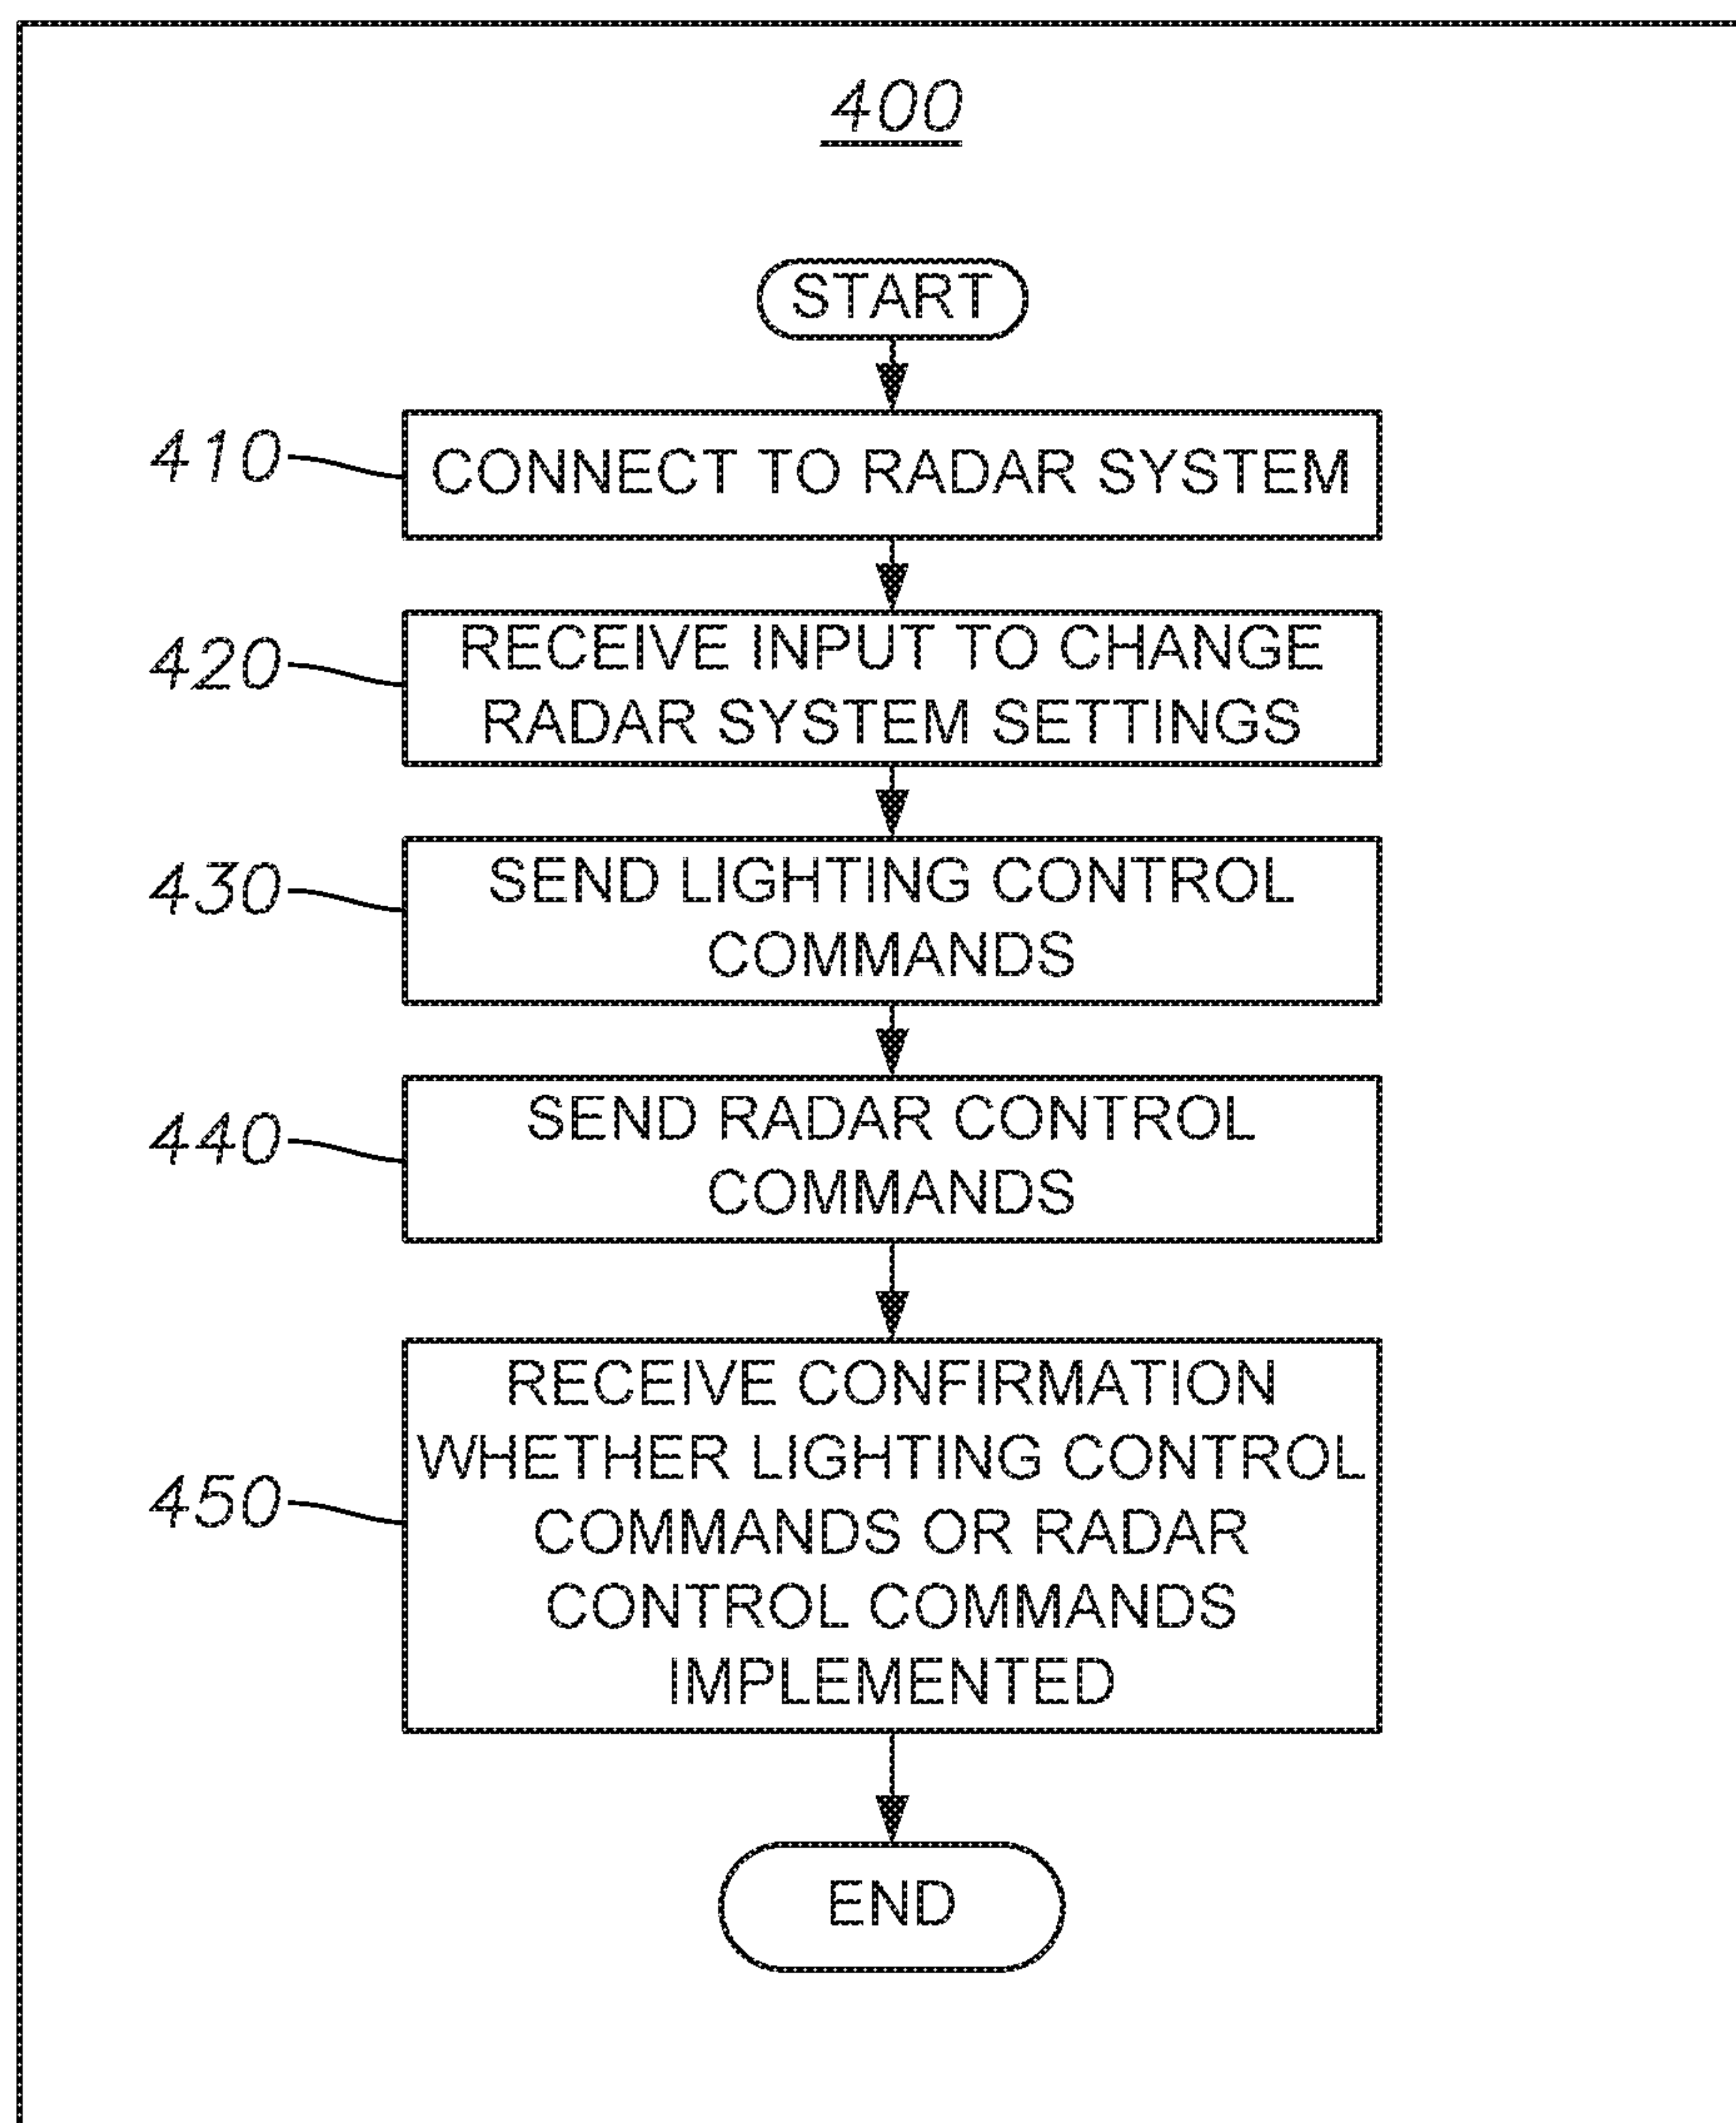 400
START
410
CONNECT TO RADAR SYSTEM
420
RECEIVE INPUT TO CHANGE
RADAR SYSTEM SETTINGS
430
SEND LIGHTING CONTROL
COMMANDS
440
SEND RADAR CONTROL
COMMANDS
450
RECEIVE CONFIRMATION
WHETHER LIGHTING CONTROL
COMMANDS OR RADAR
CONTROL COMMANDS
IMPLEMENTED
END